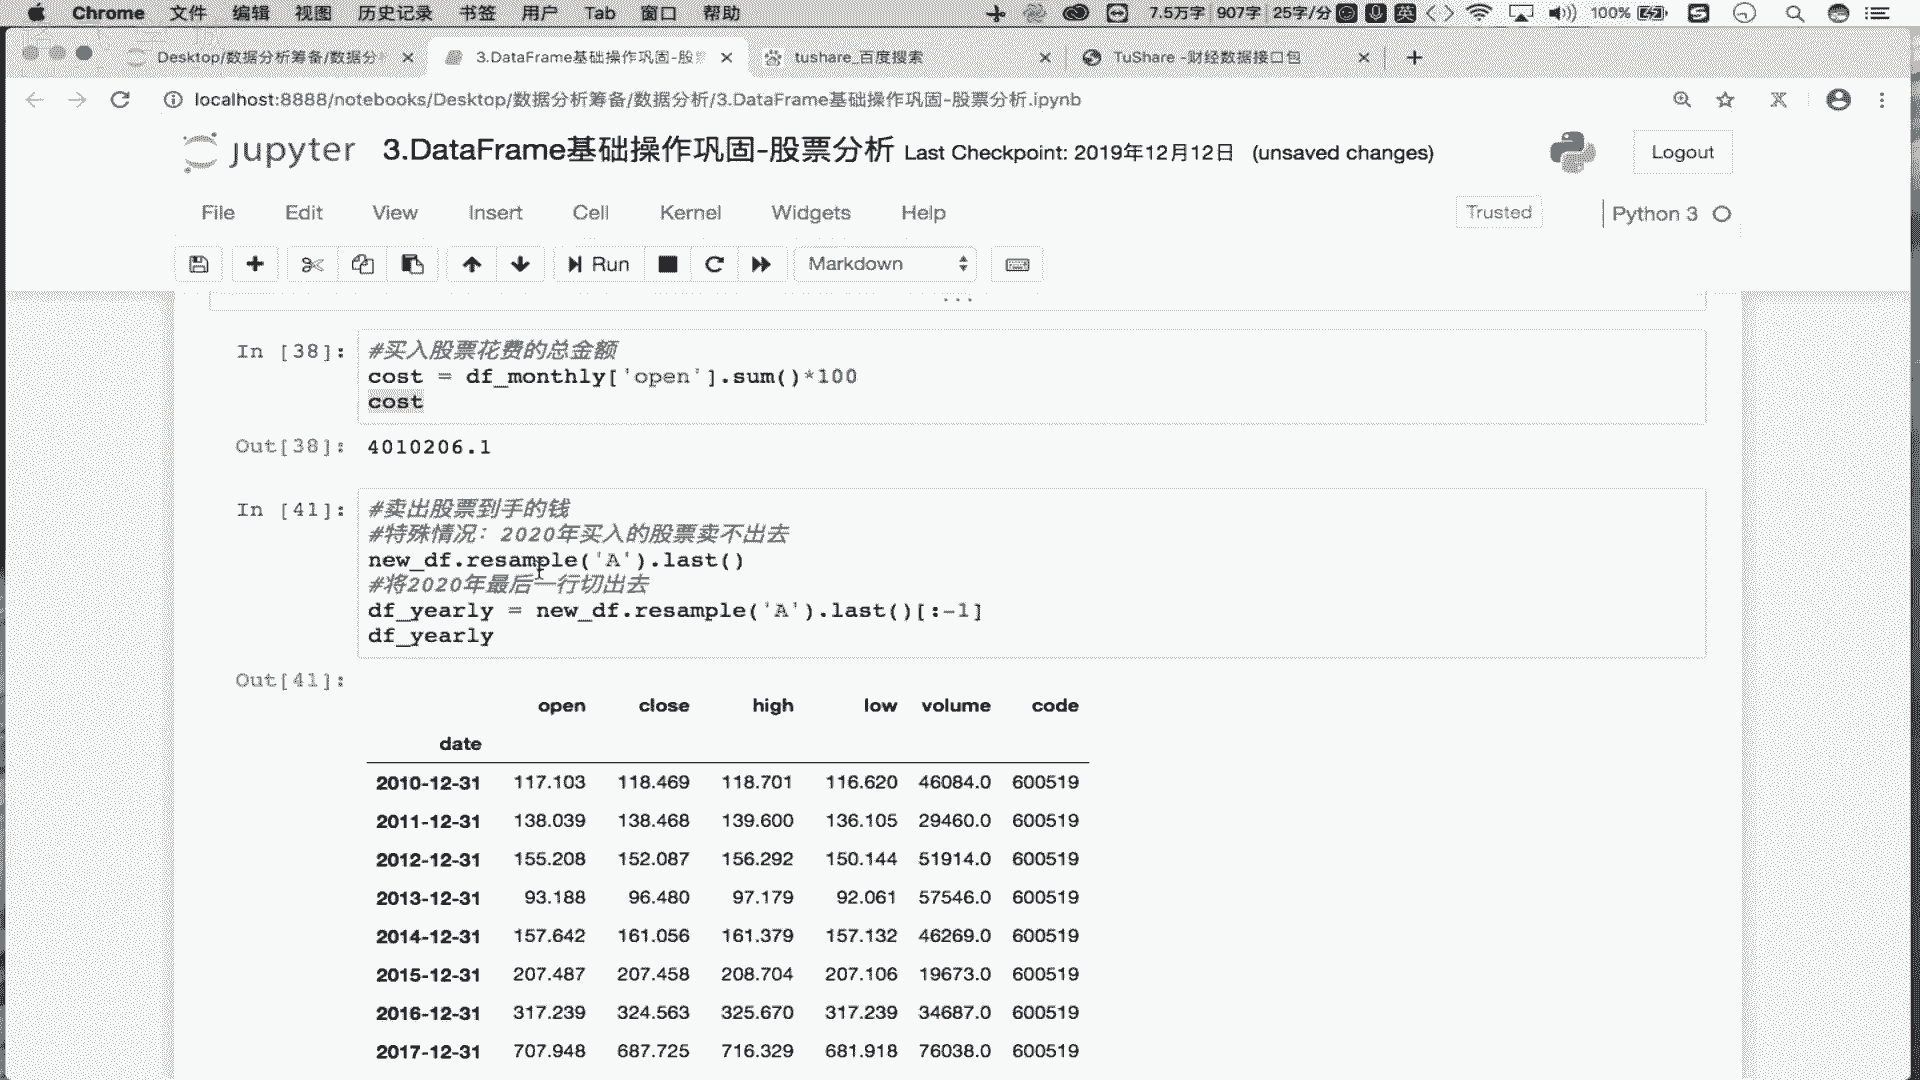 Chrome 文件 编辑 视图 历史记录 书签 用户 Tab 窗口 帮助 7.5万字 907字 25字/分 英 100%
Desktop/数据分析筹备/数据分 3.DataFrame基础操作巩固-股 tushare_百度搜索 TuShare -财经数据接口包
localhost:8888/notebooks/Desktop/数据分析筹备/数据分析/3.DataFrame基础操作巩固-股票分析.ipynb
jupyter 3.DataFrame基础操作巩固-股票分析 Last Checkpoint: 2019年12月12日 (unsaved changes) Logout
File Edit View Insert Cell Kernel Widgets Help Trusted Python 3
Run Markdown
In [38]: #买入股票花费的总金额
cost = df_monthly['open'].sum()*100
cost
Out[38]: 4010206.1
In [41]: #卖出股票到手的钱
#特殊情况：2020年买入的股票卖不出去
new_df.resample('A').last()
#将2020年最后一行切出去
df_yearly = new_df.resample('A').last()[:-1]
df_yearly
Out[41]:
open close high low volume code
date
2010-12-31 117.103 118.469 118.701 116.620 46084.0 600519
2011-12-31 138.039 138.468 139.600 136.105 29460.0 600519
2012-12-31 155.208 152.087 156.292 150.144 51914.0 600519
2013-12-31 93.188 96.480 97.179 92.061 57546.0 600519
2014-12-31 157.642 161.056 161.379 157.132 46269.0 600519
2015-12-31 207.487 207.458 208.704 207.106 19673.0 600519
2016-12-31 317.239 324.563 325.670 317.239 34687.0 600519
2017-12-31 707.948 687.725 716.329 681.918 76038.0 600519